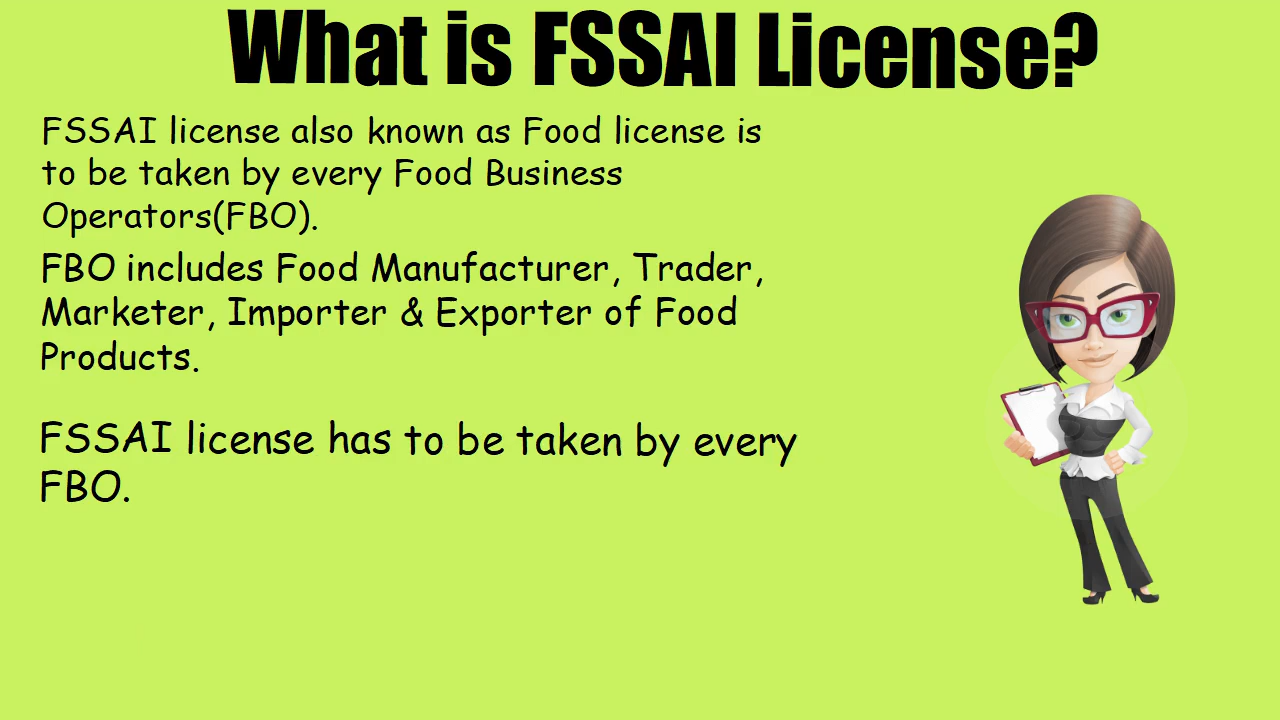 What is FSSAI License?
FSSAI license also known as Food license is
to be taken by every Food Business
Operators(FBO).
FBO includes Food Manufacturer, Trader,
Marketer, Importer & Exporter of Food
Products.
FSSAI license has to be taken by every
FBO.